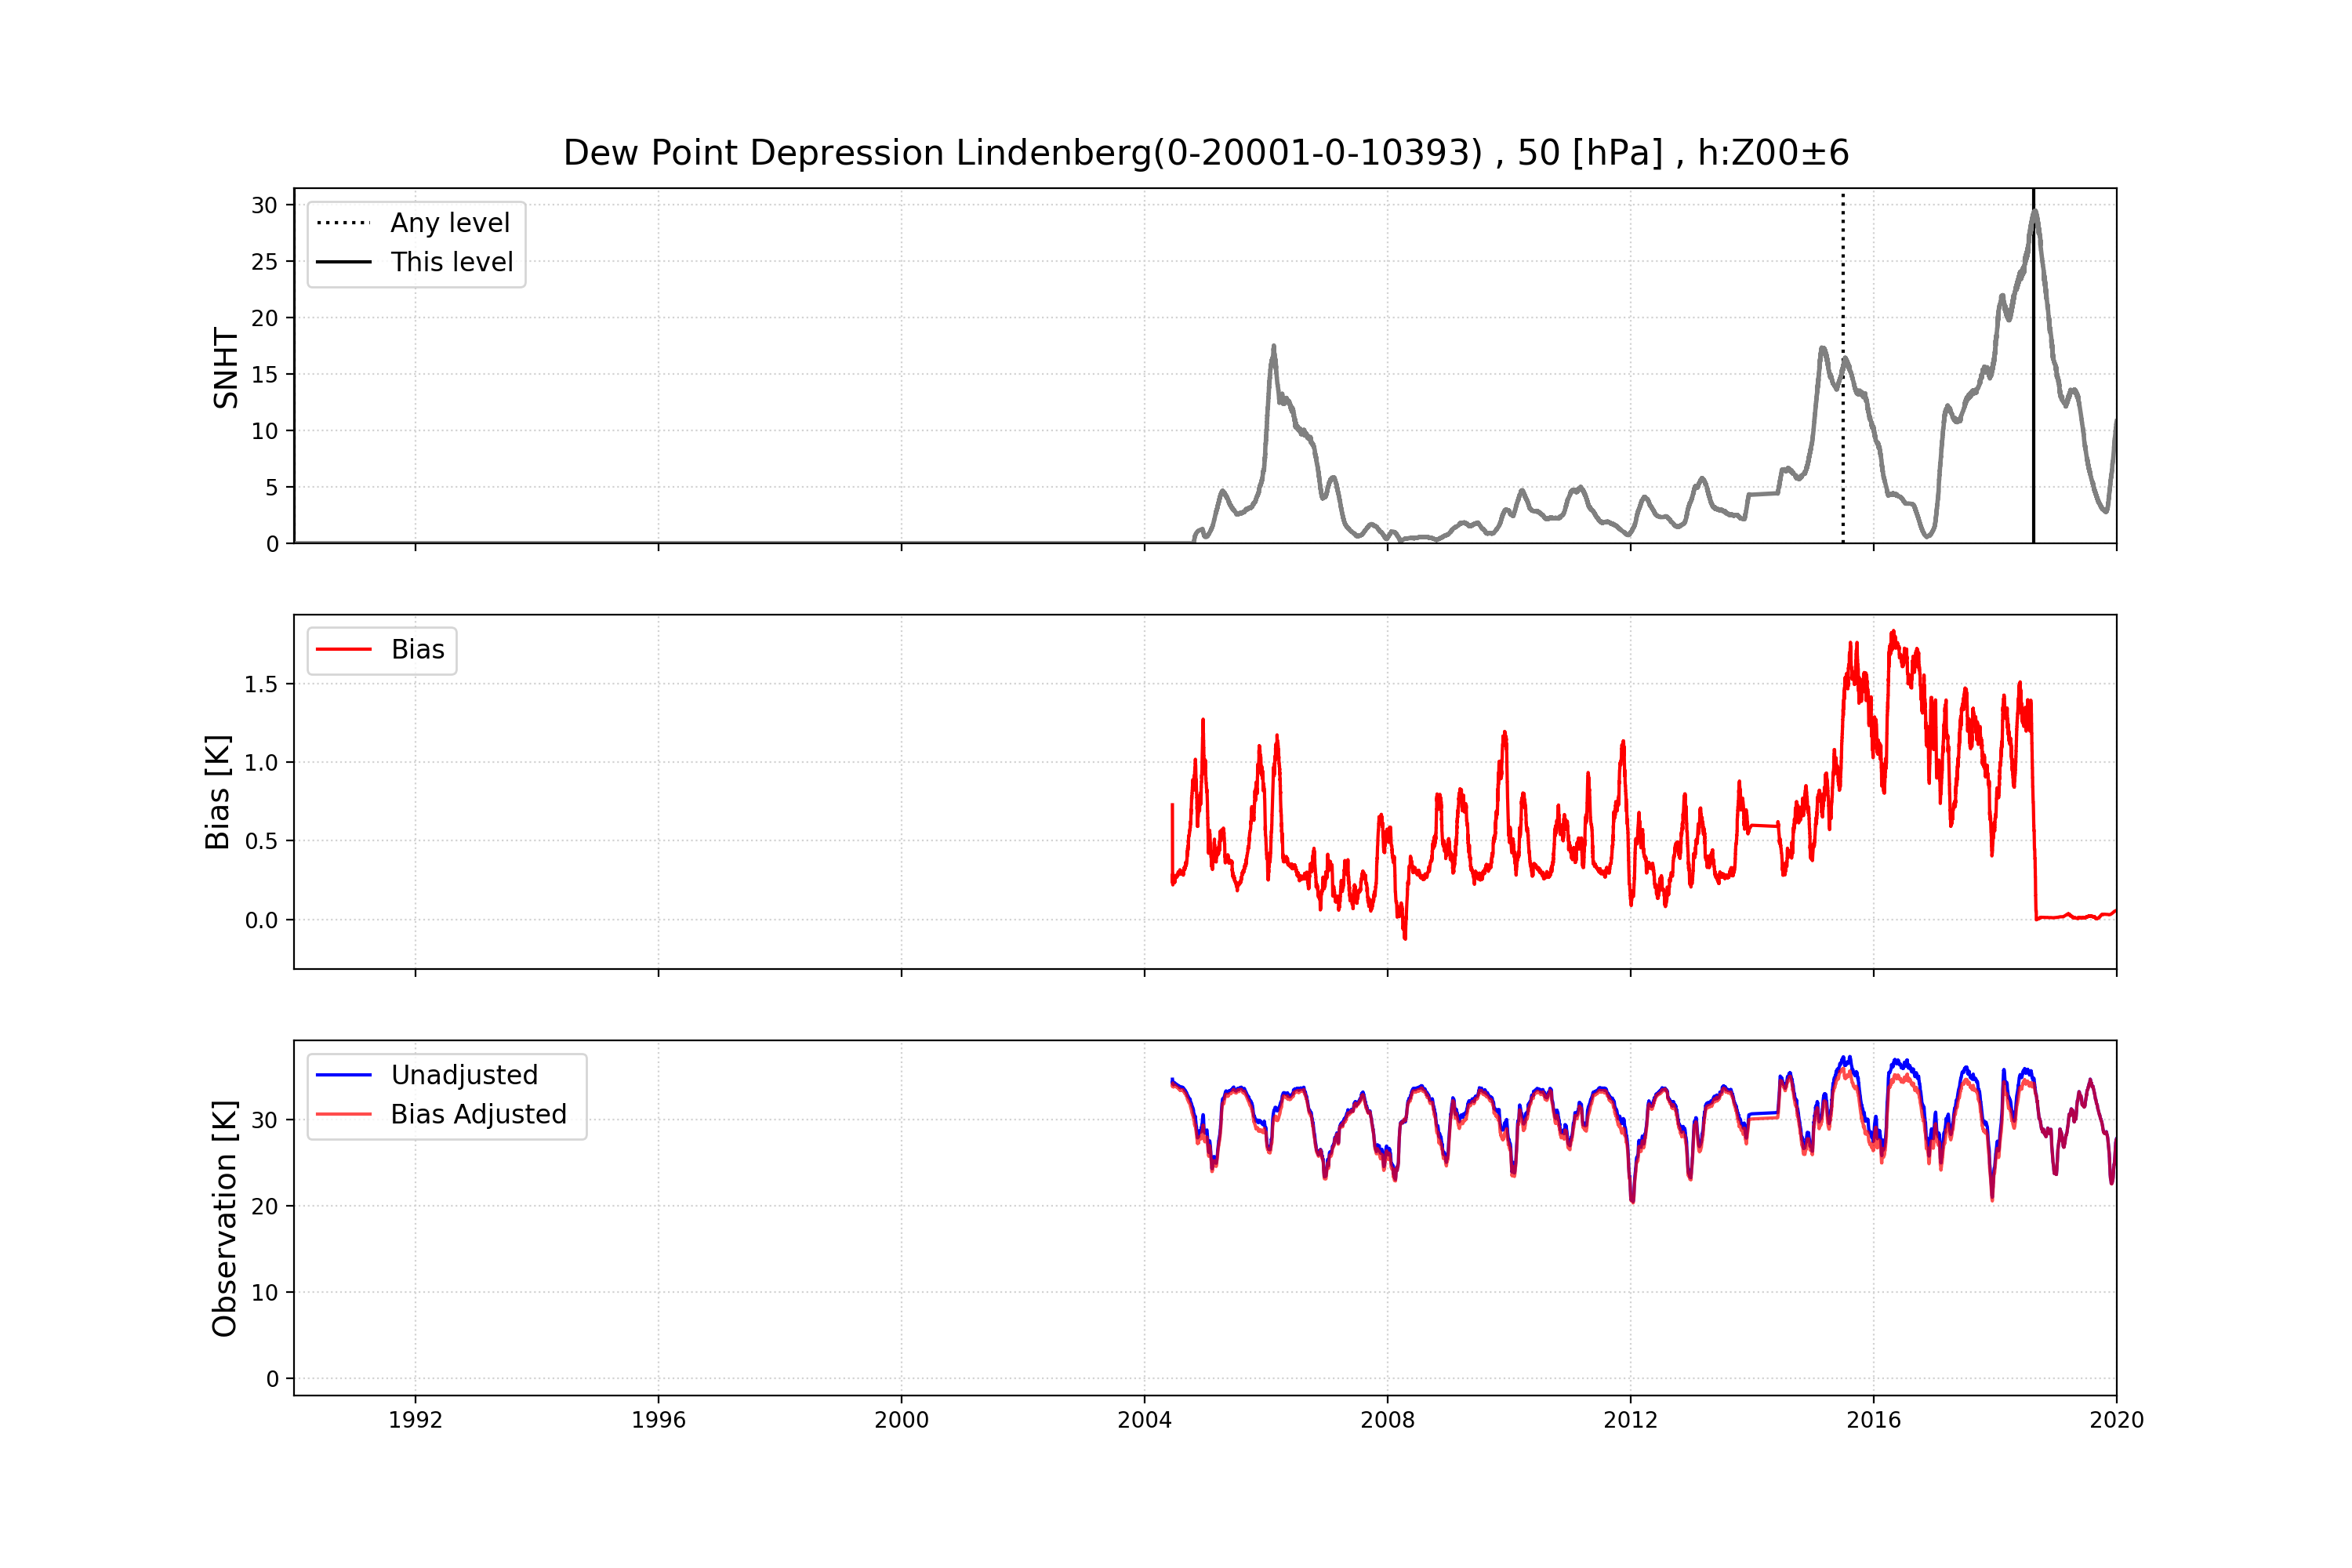 Dew Point Depression Lindenberg(0-20001-0-10393) , 50 [hPa] , h:Z00±6
30
25
20
15
10
5
0
SNHT
Any level
This level
1.5
1.0
0.5
0.0
Bias [K]
Bias
30
20
10
0
Observation [K]
Unadjusted
Bias Adjusted
1992 1996 2000 2004 2008 2012 2016 2020